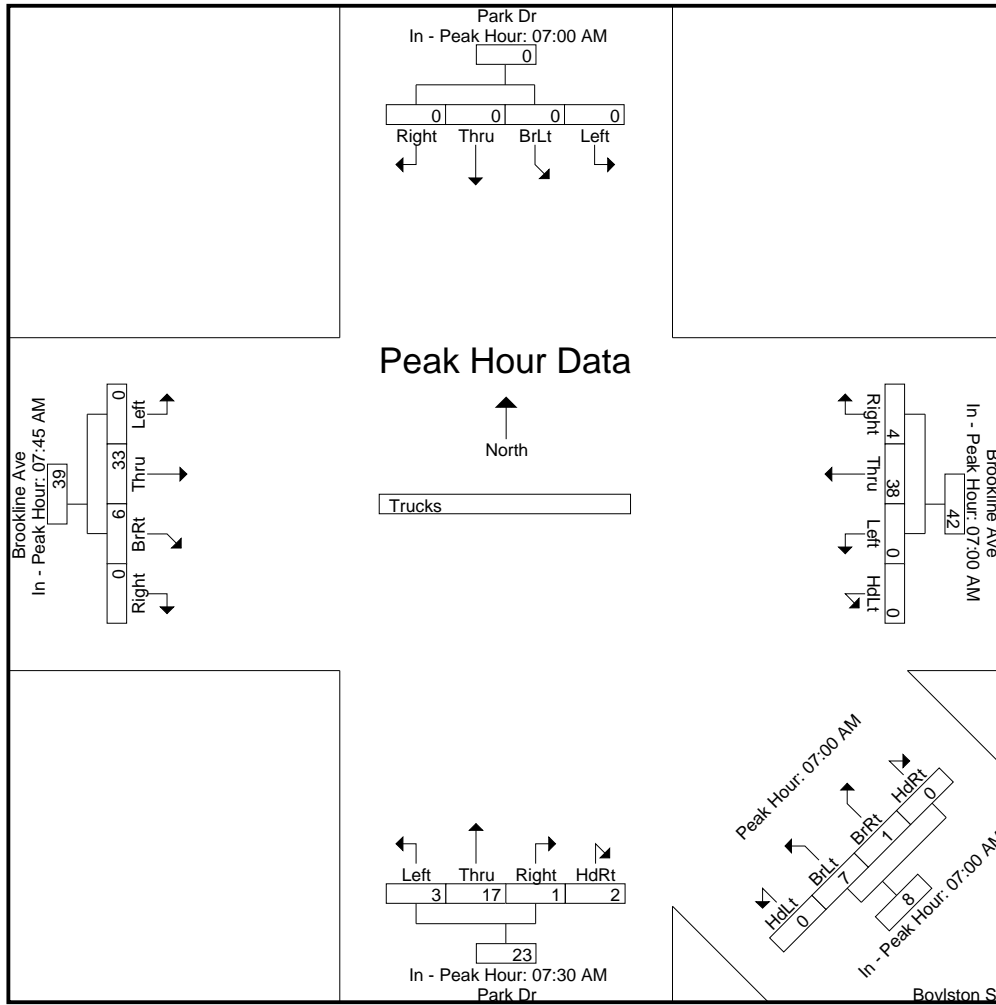 Park Dr
In - Peak Hour: 07:00 AM
0
0 0 0 0
Right Thru BrLt Left
Peak Hour Data
North
Trucks
Brookline Ave
In - Peak Hour: 07:45 AM
39
0 33 6 0
Left Thru BrRt Right
Right Thru Left HdLt
4 38 0 0
42
In - Peak Hour: 07:00 AM
Brookline Ave
Peak Hour: 07:00 AM
HdLt BrLt BrRt HdRt
0 7 1 0
8
In - Peak Hour: 07:00 AM
Boylston S
Left Thru Right HdRt
3 17 1 2
23
In - Peak Hour: 07:30 AM
Park Dr